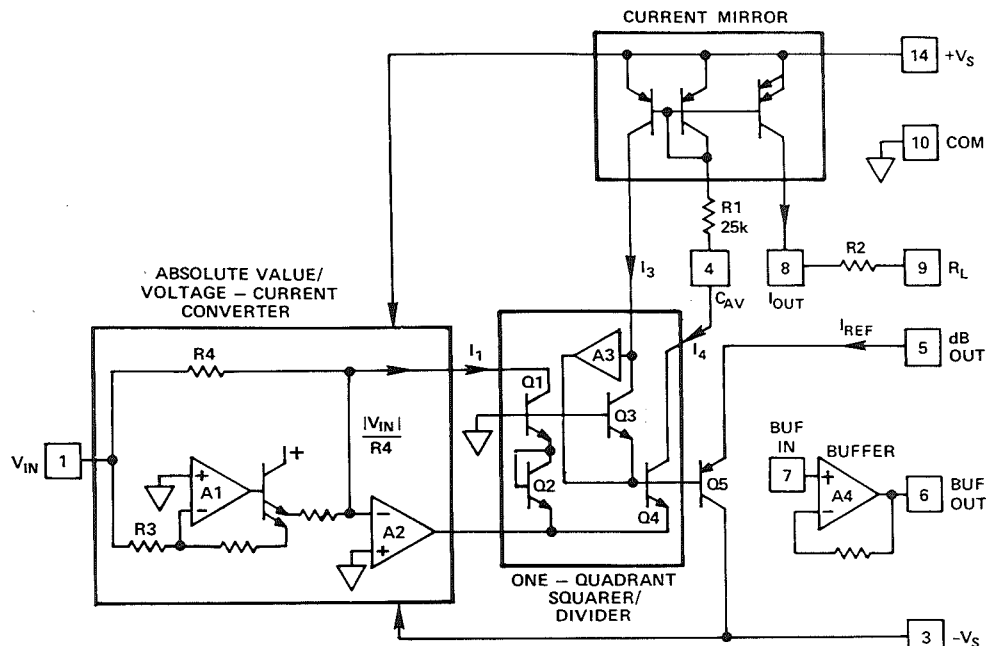 CURRENT MIRROR
14 +VS
10 COM
R1
25k
R2
4
8
9 RL
CAV
IOUT
I3
ABSOLUTE VALUE/
VOLTAGE – CURRENT
CONVERTER
IREF
5 dB
OUT
I4
R4
I1
A3
Q1
Q3
|VIN|
R4
BUF
IN
7
BUFFER
VIN 1
I+
A1
Q2
Q4
Q5
+
–
A4
6 BUF
OUT
+
–
R3
–
+
A2
ONE – QUADRANT
SQUARER/
DIVIDER
3 –VS